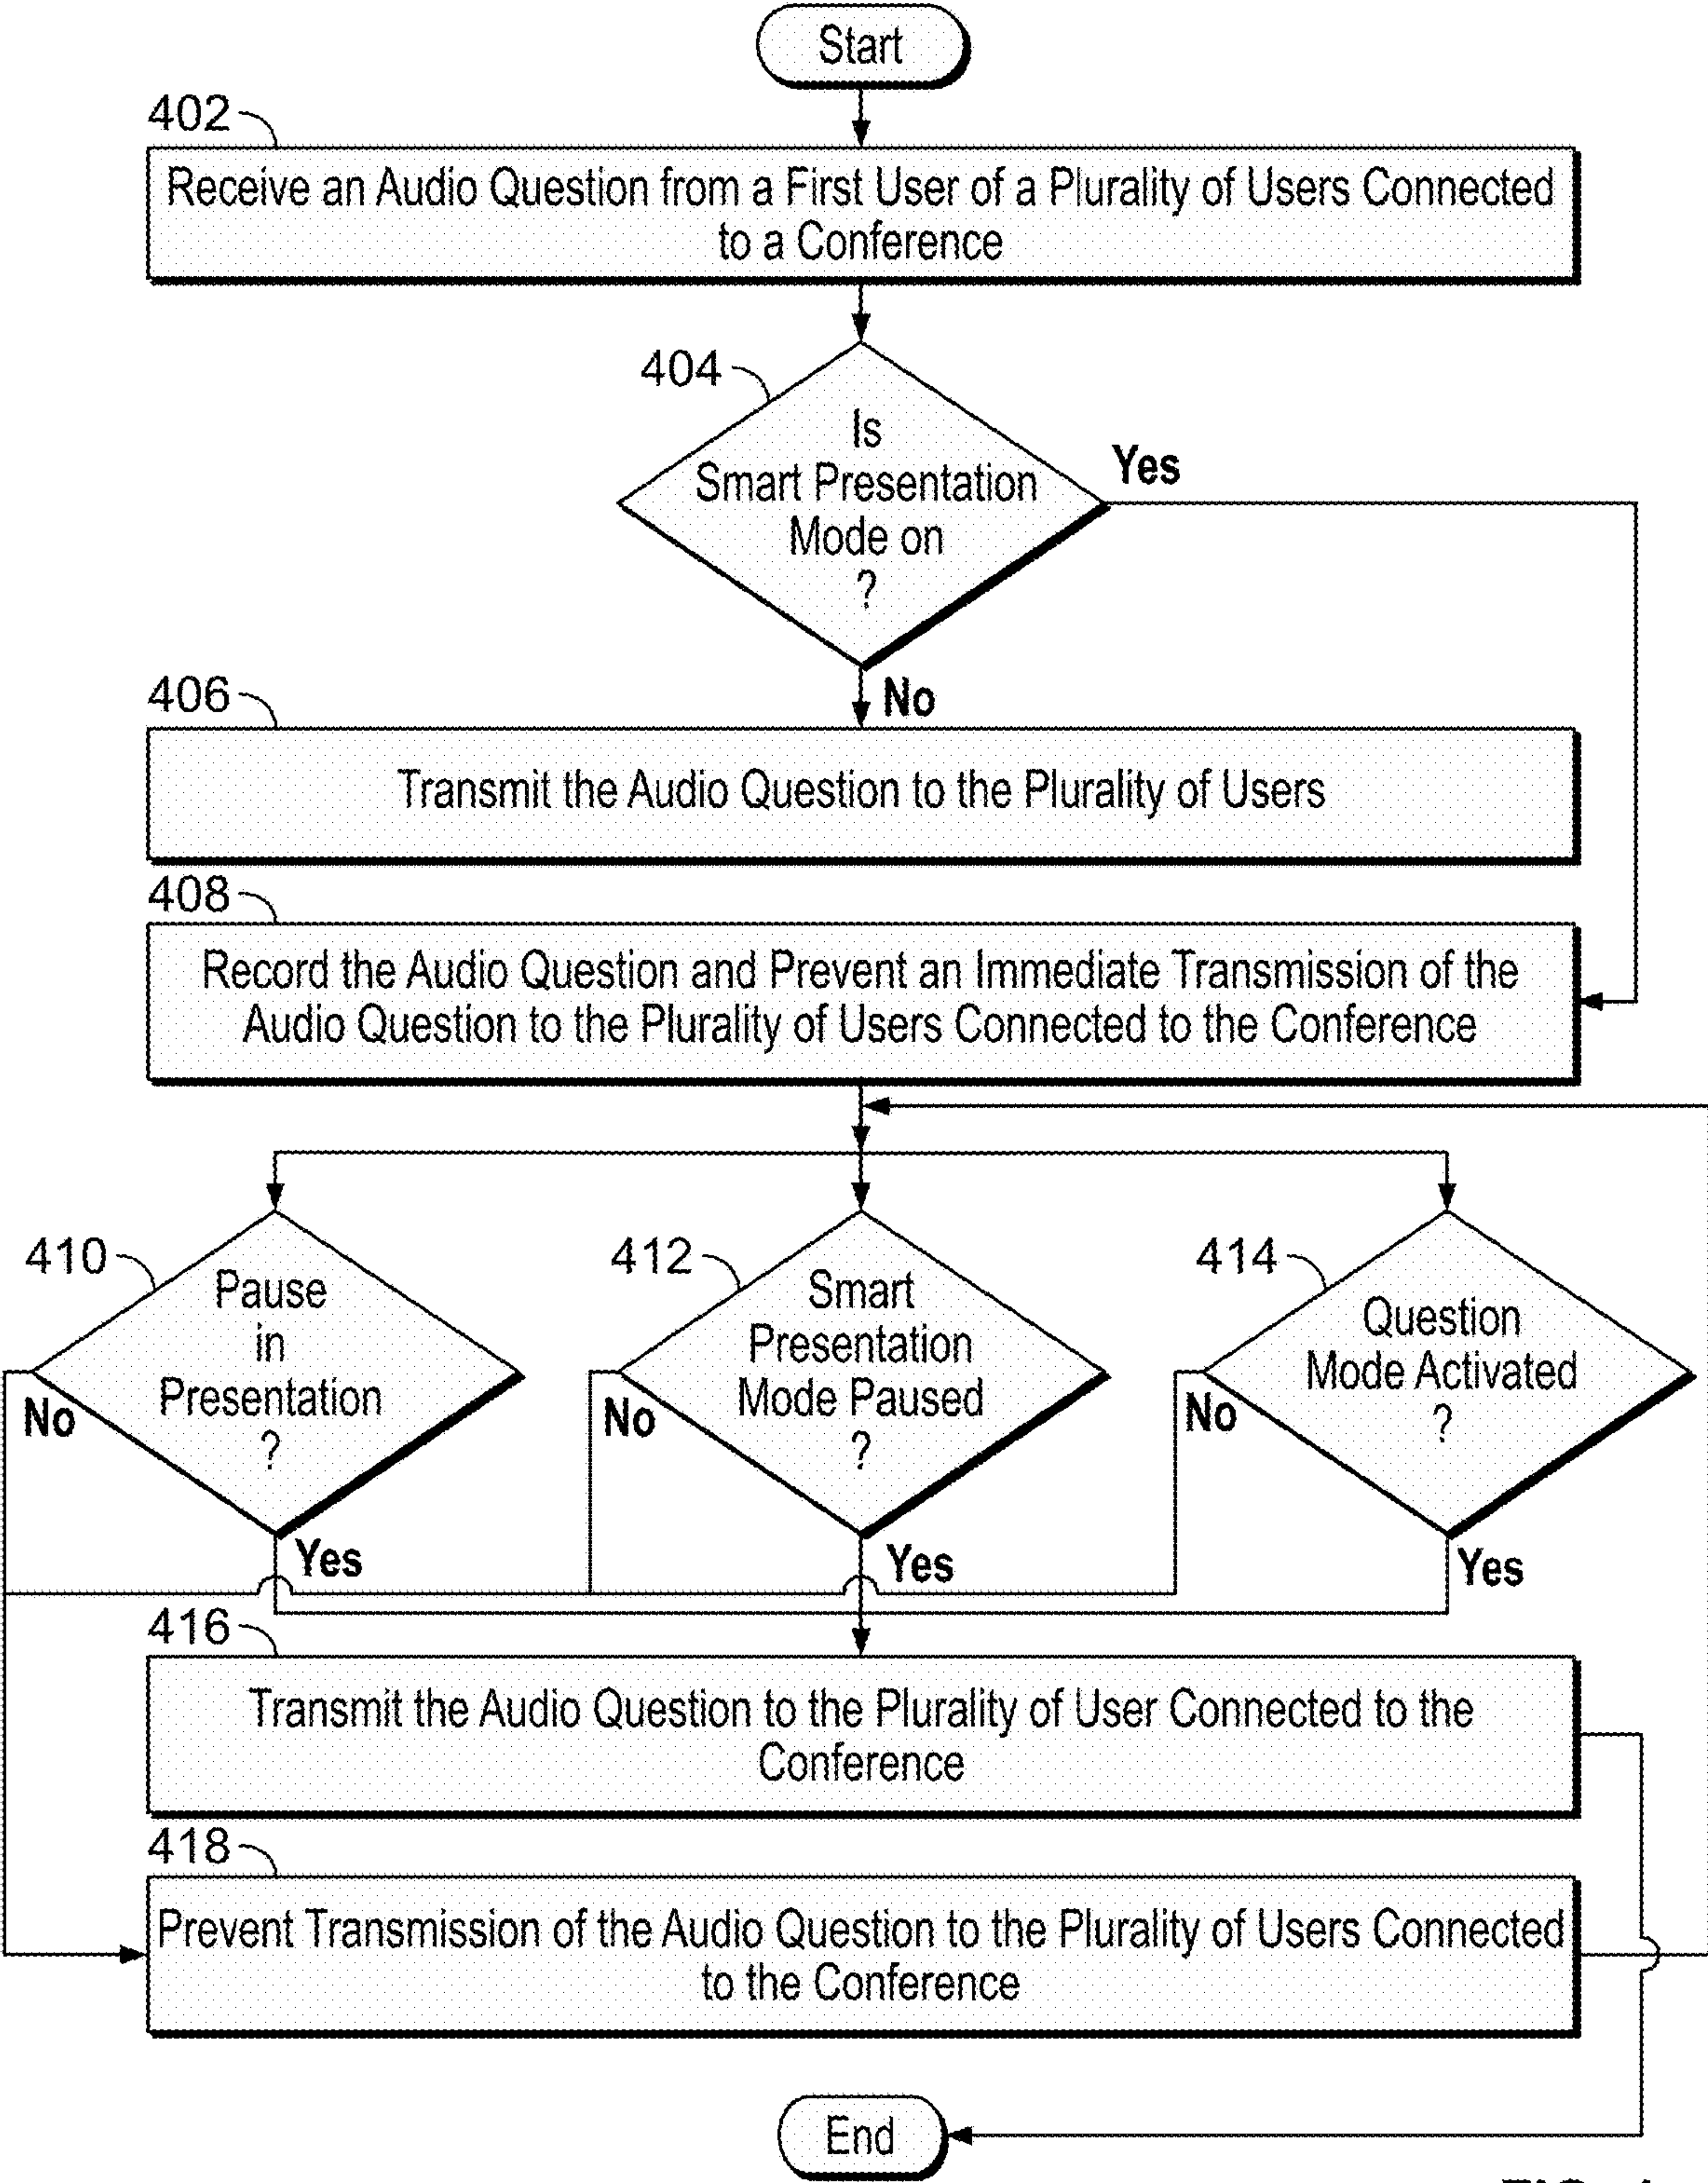 Start
402
Receive an Audio Question from a First User of a Plurality of Users Connected
to a Conference
404
Is
Smart Presentation
Mode on
?
Yes
No
406
Transmit the Audio Question to the Plurality of Users
408
Record the Audio Question and Prevent an Immediate Transmission of the
Audio Question to the Plurality of Users Connected to the Conference
410
Pause
in
Presentation
?
No
Yes
412
Smart
Presentation
Mode Paused
?
No
Yes
414
Question
Mode Activated
?
No
Yes
416
Transmit the Audio Question to the Plurality of User Connected to the
Conference
418
Prevent Transmission of the Audio Question to the Plurality of Users Connected
to the Conference
End